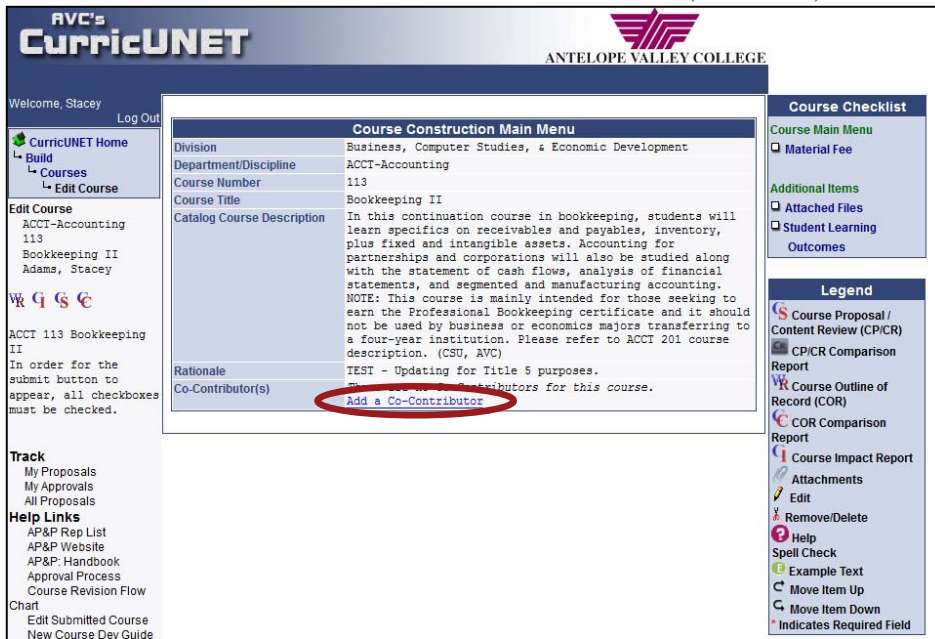 AVC's
CurricUNET
ANTELOPE VALLEY COLLEGE
Welcome, Stacey
Log Out
CurricUNET Home
Build
Courses
Edit Course
Edit Course
ACCT-Accounting
113
Bookkeeping II
Adams, Stacey
WR CI CS CC
ACCT 113 Bookkeeping
II
In order for the
submit button to
appear, all checkboxes
must be checked.
Track
My Proposals
My Approvals
All Proposals
Help Links
AP&P Rep List
AP&P Website
AP&P: Handbook
Approval Process
Course Revision Flow
Chart
Edit Submitted Course
New Course Dev Guide
Course Construction Main Menu
Division Business, Computer Studies, & Economic Development
Department/Discipline ACCT-Accounting
Course Number 113
Course Title Bookkeeping II
Catalog Course Description In this continuation course in bookkeeping, students will
learn specifics on receivables and payables, inventory,
plus fixed and intangible assets. Accounting for
partnerships and corporations will also be studied along
with the statement of cash flows, analysis of financial
statements, and segmented and manufacturing accounting.
NOTE: This course is mainly intended for those seeking to
earn the Professional Bookkeeping certificate and it should
not be used by business or economics majors transferring to
a four-year institution. Please refer to ACCT 201 course
description. (CSU, AVC)
Rationale TEST - Updating for Title 5 purposes.
Co-Contributor(s) There are no Co-Contributors for this course.
Add a Co-Contributor
Course Checklist
Course Main Menu
Material Fee
Additional Items
Attached Files
Student Learning
Outcomes
Legend
CS Course Proposal /
Content Review (CP/CR)
CR CP/CR Comparison
Report
WR Course Outline of
Record (COR)
CC COR Comparison
Report
CI Course Impact Report
Attachments
Edit
Remove/Delete
? Help
Spell Check
E Example Text
Move Item Up
Move Item Down
* Indicates Required Field